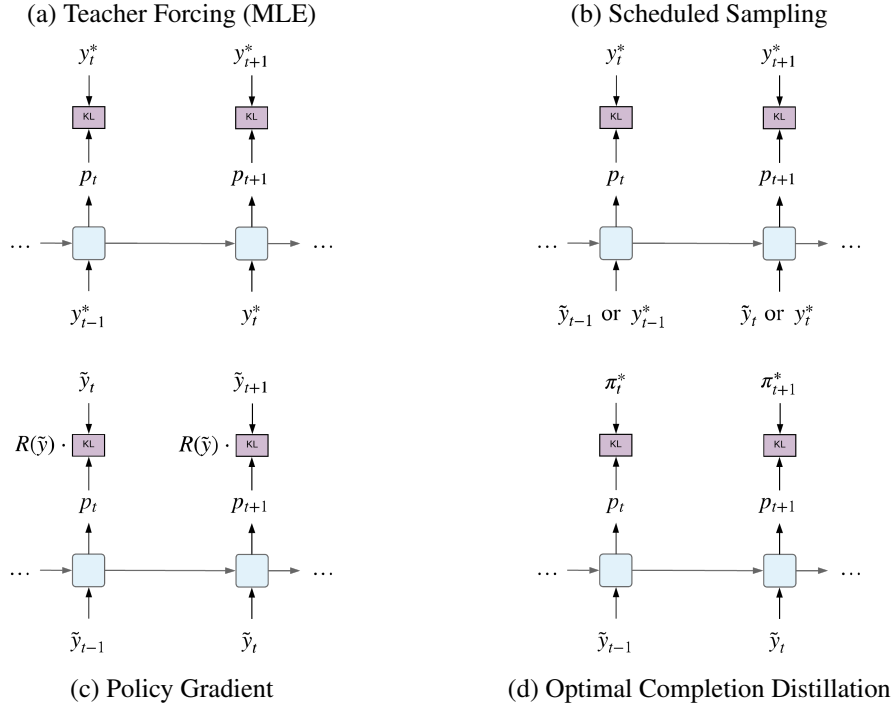 (a) Teacher Forcing (MLE)
(b) Scheduled Sampling
y*_t y*_{t+1}
y*_t y*_{t+1}
KL KL
KL KL
p_t p_{t+1}
p_t p_{t+1}
... ...
... ...
y*_{t−1} y*_t
ỹ_{t−1} or y*_{t−1} ỹ_t or y*_t
ỹ_t ỹ_{t+1}
π*_t π*_{t+1}
R(ỹ) · KL R(ỹ) · KL
KL KL
p_t p_{t+1}
p_t p_{t+1}
... ...
... ...
ỹ_{t−1} ỹ_t
ỹ_{t−1} ỹ_t
(c) Policy Gradient
(d) Optimal Completion Distillation